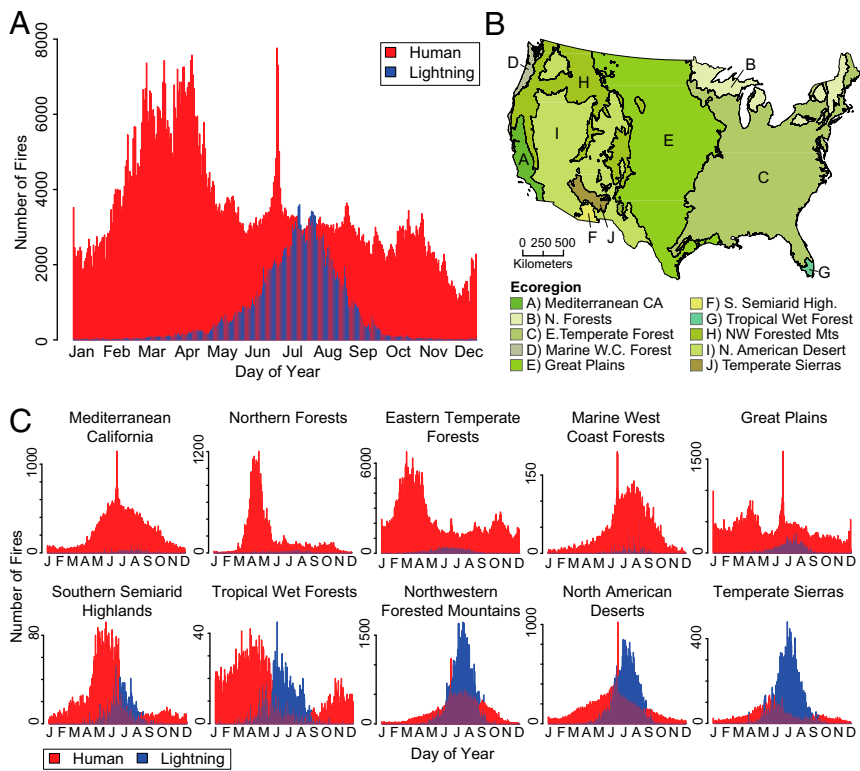 A
Number of Fires
0 2000 4000 6000 8000
Human
Lightning
Jan Feb Mar Apr May Jun Jul Aug Sep Oct Nov Dec
Day of Year
B
D
H
B
A
I
E
C
F
J
G
0 250 500
Kilometers
Ecoregion
A) Mediterranean CA
B) N. Forests
C) E.Temperate Forest
D) Marine W.C. Forest
E) Great Plains
F) S. Semiarid High.
G) Tropical Wet Forest
H) NW Forested Mts
I) N. American Desert
J) Temperate Sierras
C
Number of Fires
Mediterranean
California
0 1000
J F M A M J J A S O N D
Northern Forests
0 1200
J F M A M J J A S O N D
Eastern Temperate
Forests
0 6000
J F M A M J J A S O N D
Marine West
Coast Forests
0 150
J F M A M J J A S O N D
Great Plains
0 1500
J F M A M J J A S O N D
Southern Semiarid
Highlands
0 80
J F M A M J J A S O N D
Tropical Wet Forests
0 40
J F M A M J J A S O N D
Northwestern
Forested Mountains
0 1500
J F M A M J J A S O N D
North American
Deserts
0 1000
J F M A M J J A S O N D
Temperate Sierras
0 400
J F M A M J J A S O N D
Human
Lightning
Day of Year